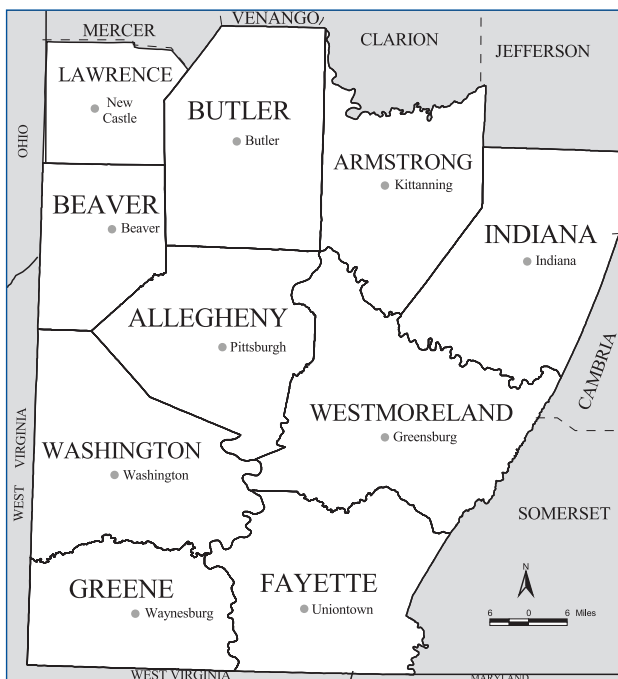 VENANGO
MERCER
CLARION
JEFFERSON
LAWRENCE
New
Castle
BUTLER
Butler
OHIO
ARMSTRONG
Kittanning
BEAVER
Beaver
INDIANA
Indiana
ALLEGHENY
Pittsburgh
CAMBRIA
WESTMORELAND
Greensburg
WEST VIRGINIA
WASHINGTON
Washington
SOMERSET
GREENE
Waynesburg
FAYETTE
Uniontown
N
6 0 6 Miles
WEST VIRGINIA
MARYLAND